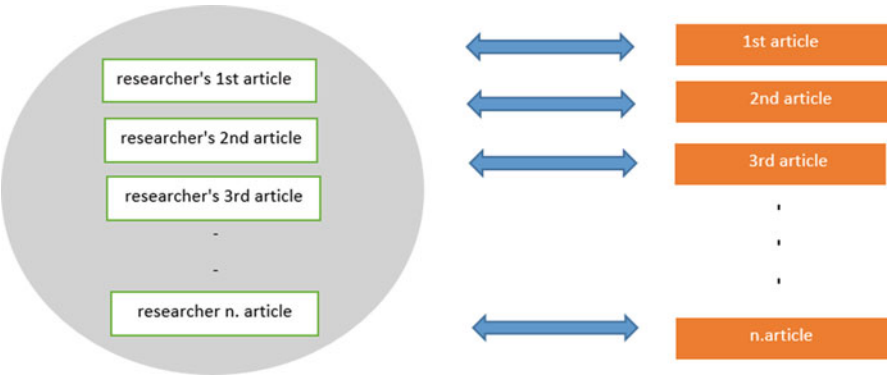 researcher's 1st article
researcher's 2nd article
researcher's 3rd article
-
-
researcher n. article
1st article
2nd article
3rd article
'
'
'
n.article